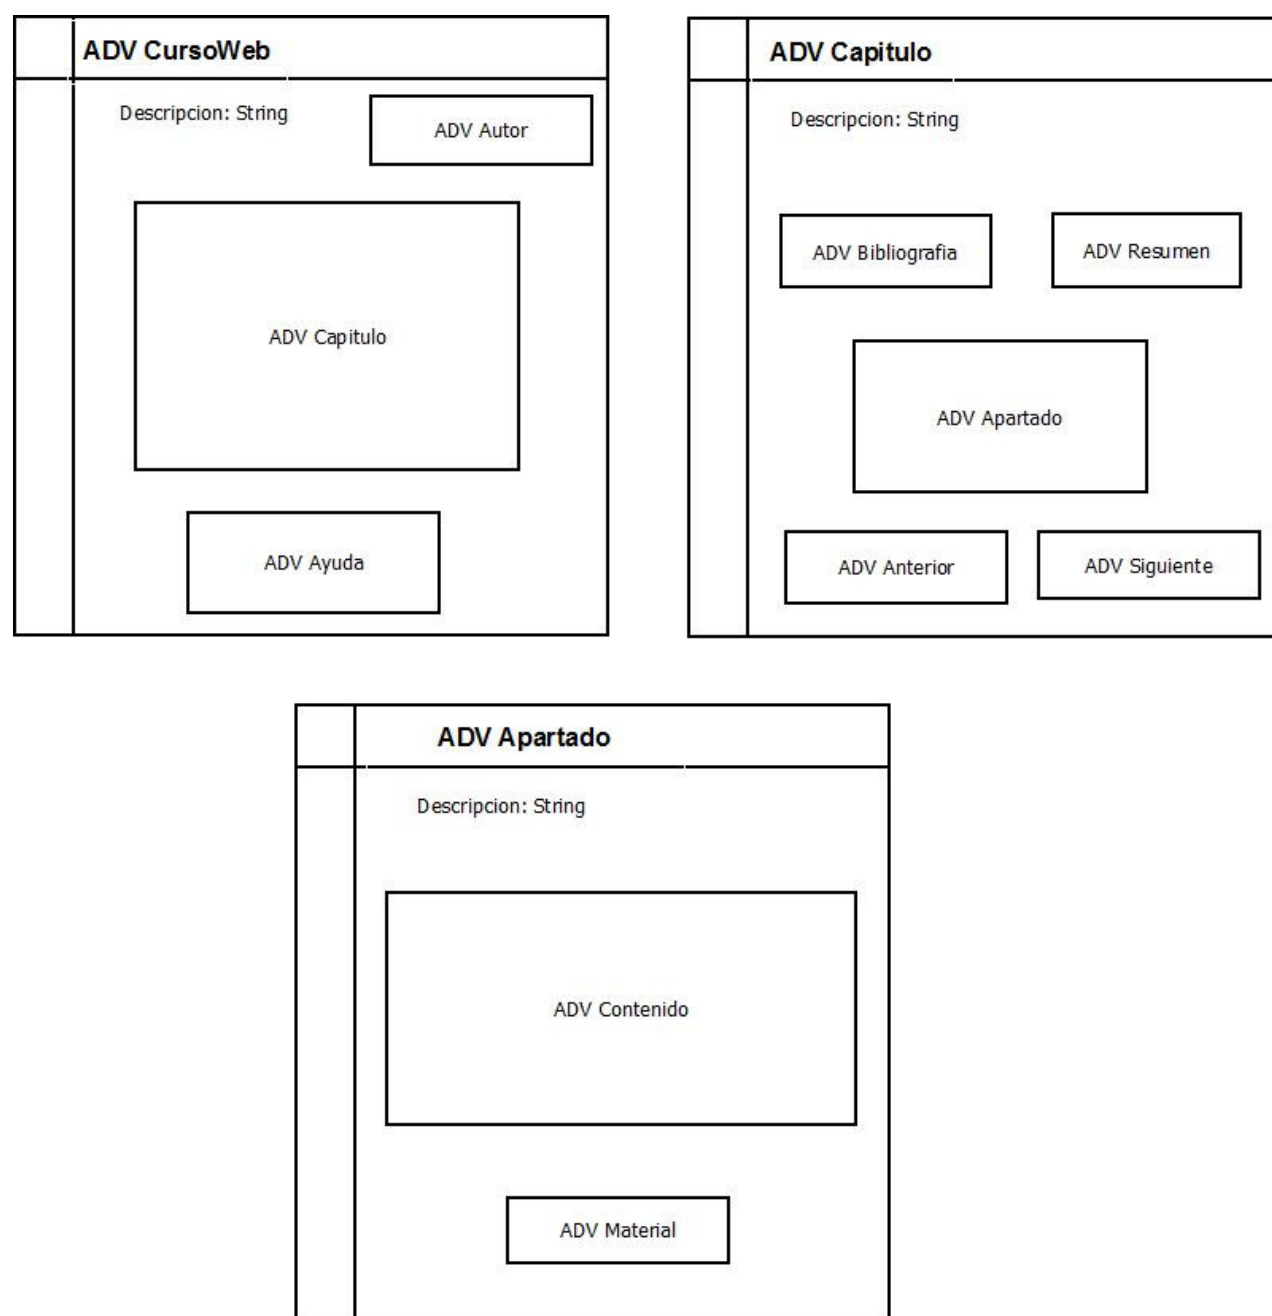 ADV CursoWeb
Descripcion: String
ADV Autor
ADV Capitulo
ADV Ayuda
ADV Capitulo
Descripcion: String
ADV Bibliografia
ADV Resumen
ADV Apartado
ADV Anterior
ADV Siguiente
ADV Apartado
Descripcion: String
ADV Contenido
ADV Material